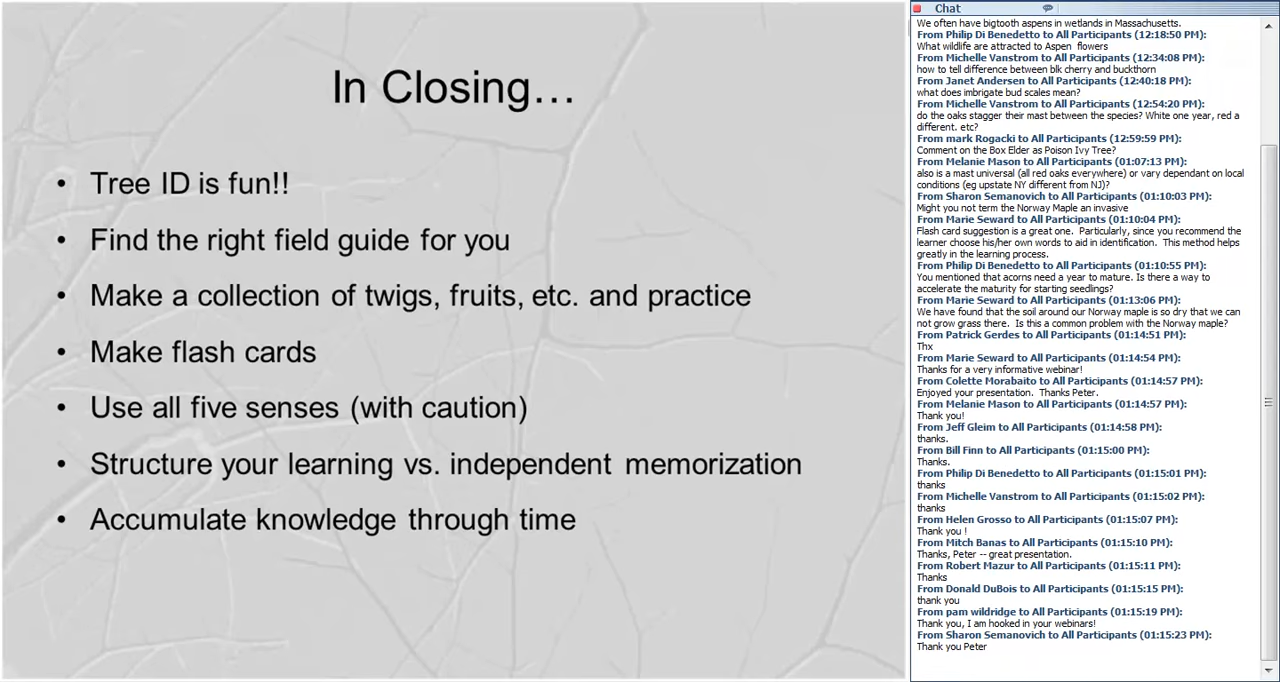 In Closing…
• Tree ID is fun!!
• Find the right field guide for you
• Make a collection of twigs, fruits, etc. and practice
• Make flash cards
• Use all five senses (with caution)
• Structure your learning vs. independent memorization
• Accumulate knowledge through time
Chat
We often have bigtooth aspens in wetlands in Massachusetts.
From Philip Di Benedetto to All Participants (12:18:50 PM):
What wildlife are attracted to Aspen flowers
From Michelle Vanstrom to All Participants (12:34:08 PM):
how to tell difference between blk cherry and buckthorn
From Janet Andersen to All Participants (12:40:18 PM):
what does imbrigate bud scales mean?
From Michelle Vanstrom to All Participants (12:54:20 PM):
do the oaks stagger their mast between the species? White one year, red a
different. etc?
From mark Rogacki to All Participants (12:59:59 PM):
Comment on the Box Elder as Poison Ivy Tree?
From Melanie Mason to All Participants (01:07:13 PM):
also is a mast universal (all red oaks everywhere) or vary dependant on local
conditions (eg upstate NY different from NJ)?
From Sharon Semanovich to All Participants (01:10:03 PM):
Might you not term the Norway Maple an invasive
From Marie Seward to All Participants (01:10:04 PM):
Flash card suggestion is a great one. Particularly, since you recommend the
learner choose his/her own words to aid in identification. This method helps
greatly in the learning process.
From Philip Di Benedetto to All Participants (01:10:55 PM):
You mentioned that acorns need a year to mature. Is there a way to
accelerate the maturity for starting seedlings?
From Marie Seward to All Participants (01:13:06 PM):
We have found that the soil around our Norway maple is so dry that we can
not grow grass there. Is this a common problem with the Norway maple?
From Patrick Gerdes to All Participants (01:14:51 PM):
Thx
From Marie Seward to All Participants (01:14:54 PM):
Thanks for a very informative webinar!
From Colette Morabaito to All Participants (01:14:57 PM):
Enjoyed your presentation. Thanks Peter.
From Melanie Mason to All Participants (01:14:57 PM):
Thank you!
From Jeff Gleim to All Participants (01:14:58 PM):
thanks.
From Bill Finn to All Participants (01:15:00 PM):
Thanks.
From Philip Di Benedetto to All Participants (01:15:01 PM):
thanks
From Michelle Vanstrom to All Participants (01:15:02 PM):
thanks
From Helen Grosso to All Participants (01:15:07 PM):
Thank you !
From Mitch Banas to All Participants (01:15:10 PM):
Thanks, Peter -- great presentation.
From Robert Mazur to All Participants (01:15:11 PM):
Thanks
From Donald DuBois to All Participants (01:15:15 PM):
thank you
From pam wildridge to All Participants (01:15:19 PM):
Thank you, I am hooked in your webinars!
From Sharon Semanovich to All Participants (01:15:23 PM):
Thank you Peter